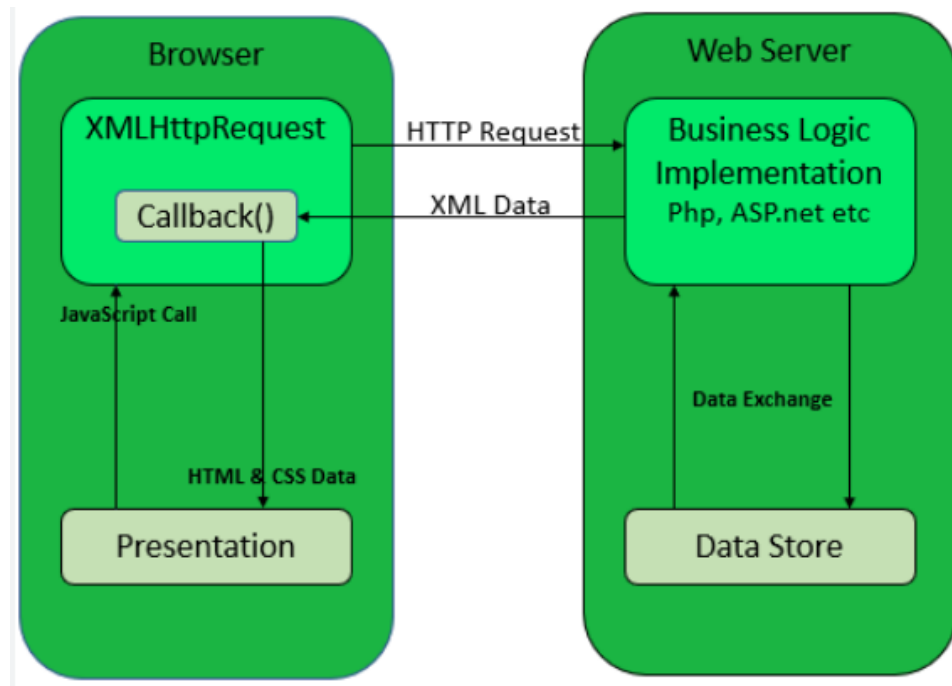 Browser
Web Server
XMLHttpRequest
HTTP Request
Business Logic
Implementation
Php, ASP.net etc
Callback()
XML Data
JavaScript Call
Data Exchange
HTML & CSS Data
Presentation
Data Store